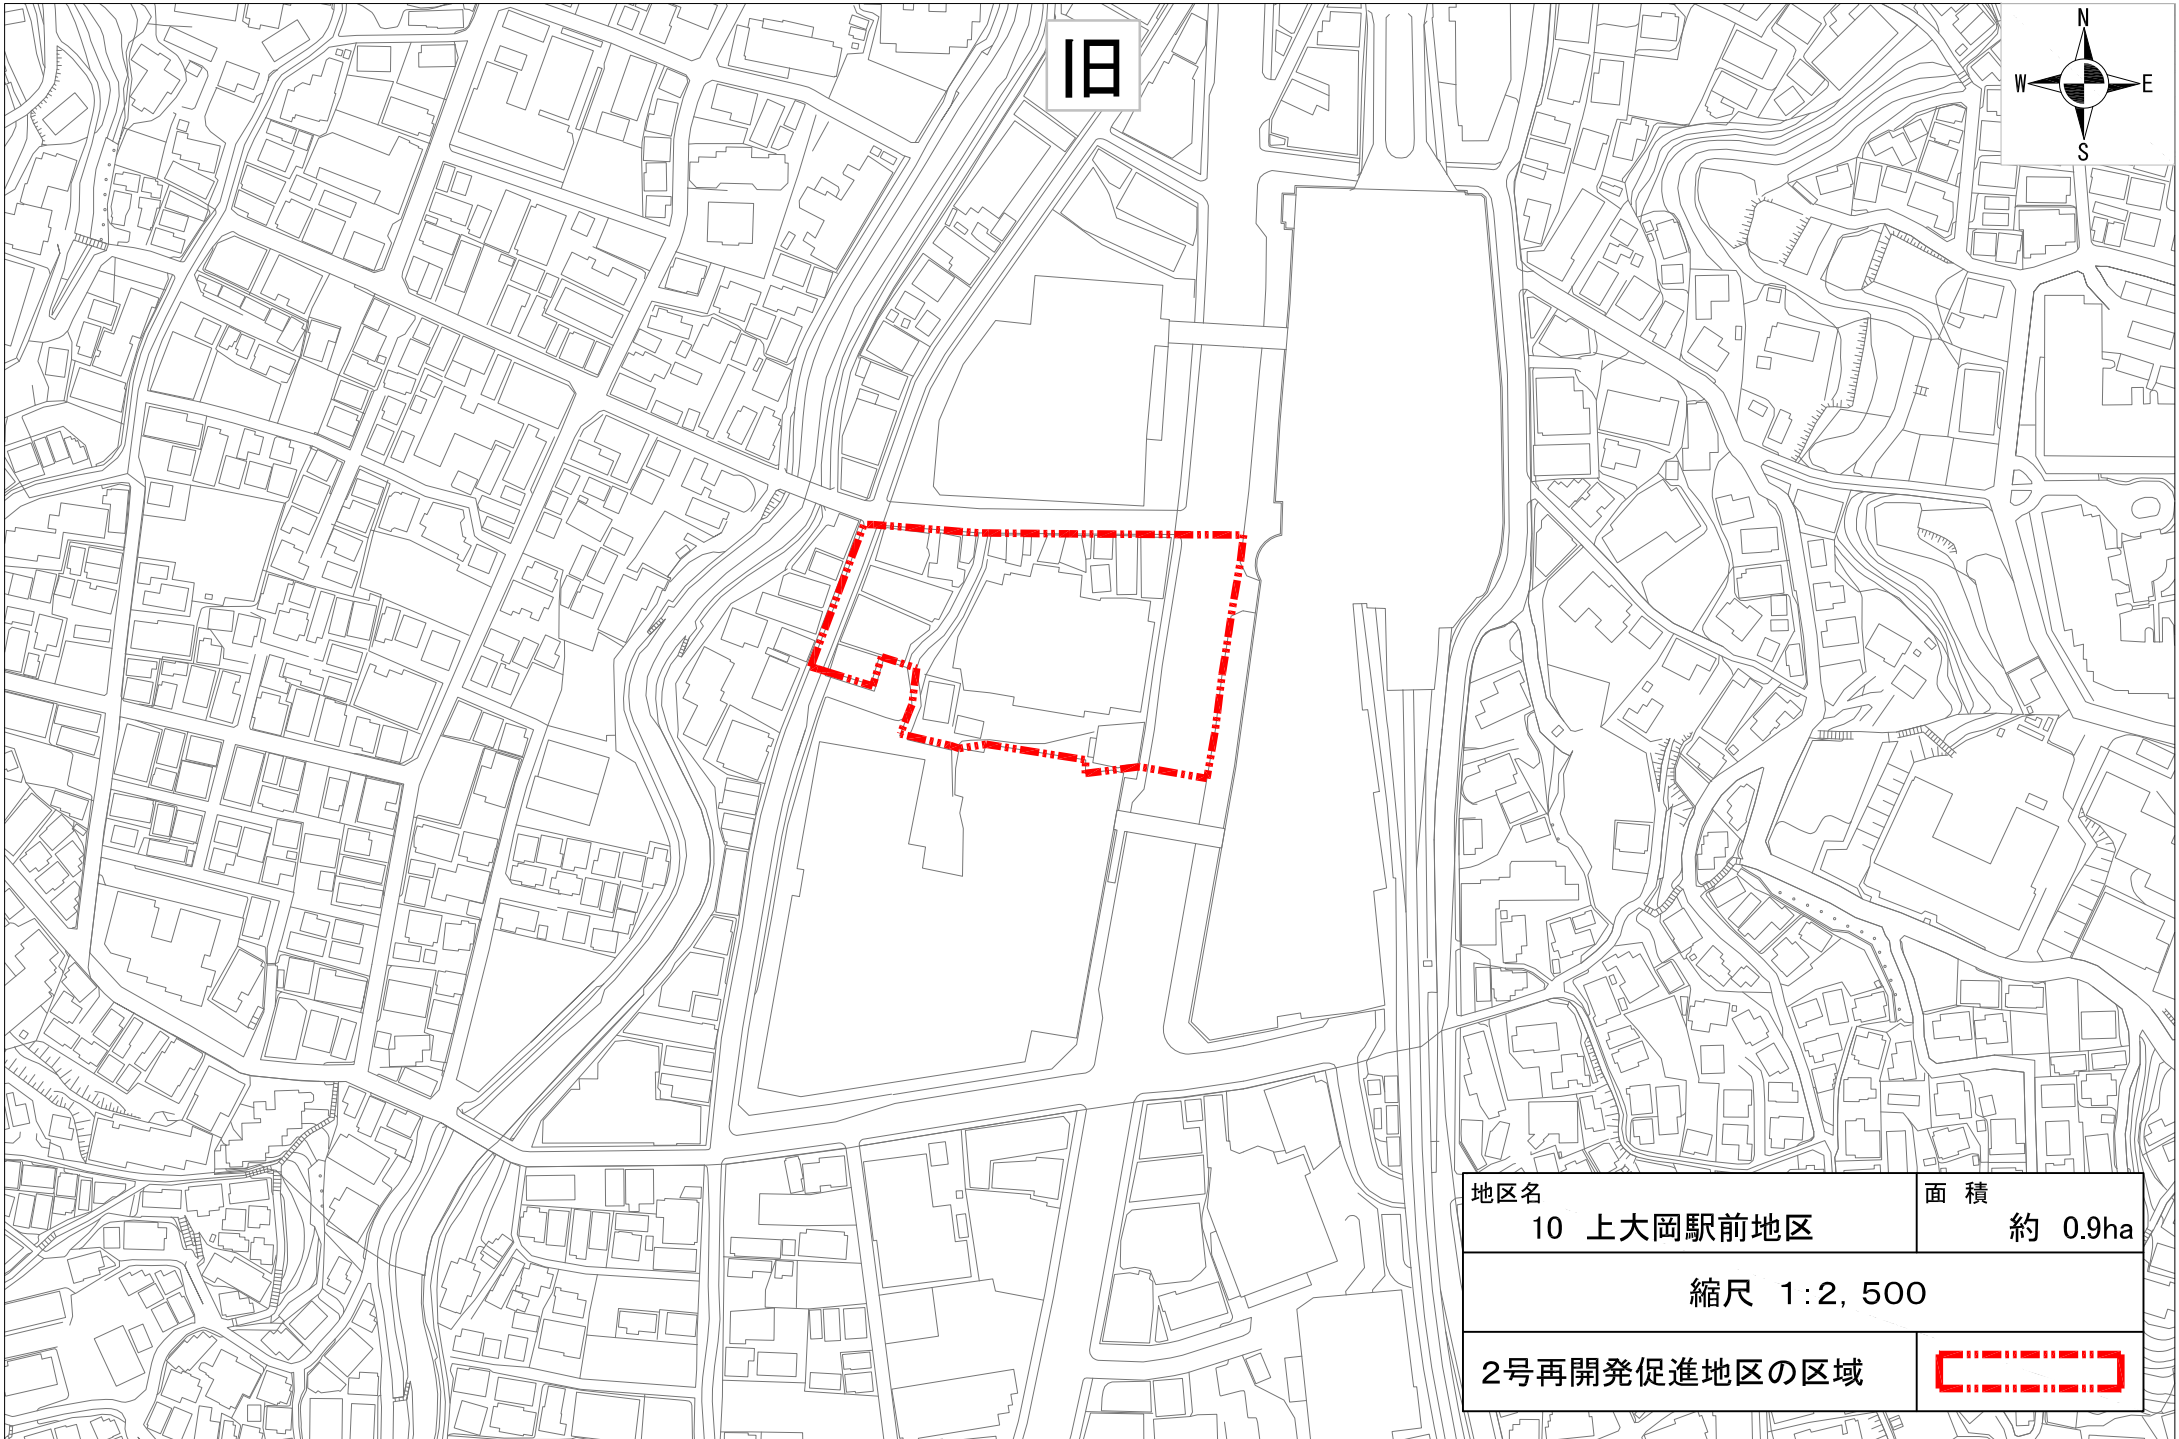 旧
N
W E
S
地区名
10 上大岡駅前地区
面 積
約 0.9ha
縮尺 1:2,500
2号再開発促進地区の区域